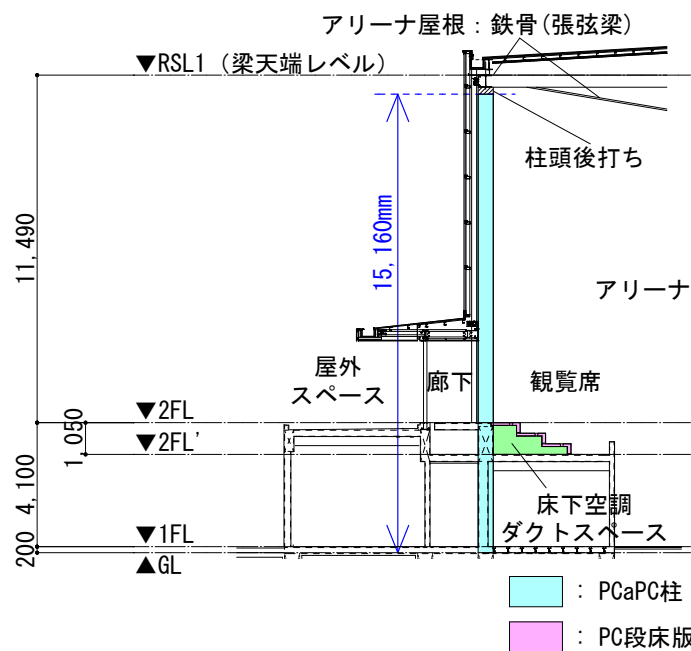 アリーナ屋根：鉄骨(張弦梁)
▼RSL1 (梁天端レベル)
柱頭後打ち
15,160mm
11,490
アリーナ
屋外
スペース
廊下
観覧席
▼2FL
1,050
▼2FL'
4,100
床下空調
ダクトスペース
▼1FL
200
▲GL
：PCaPC柱
：PC段床版